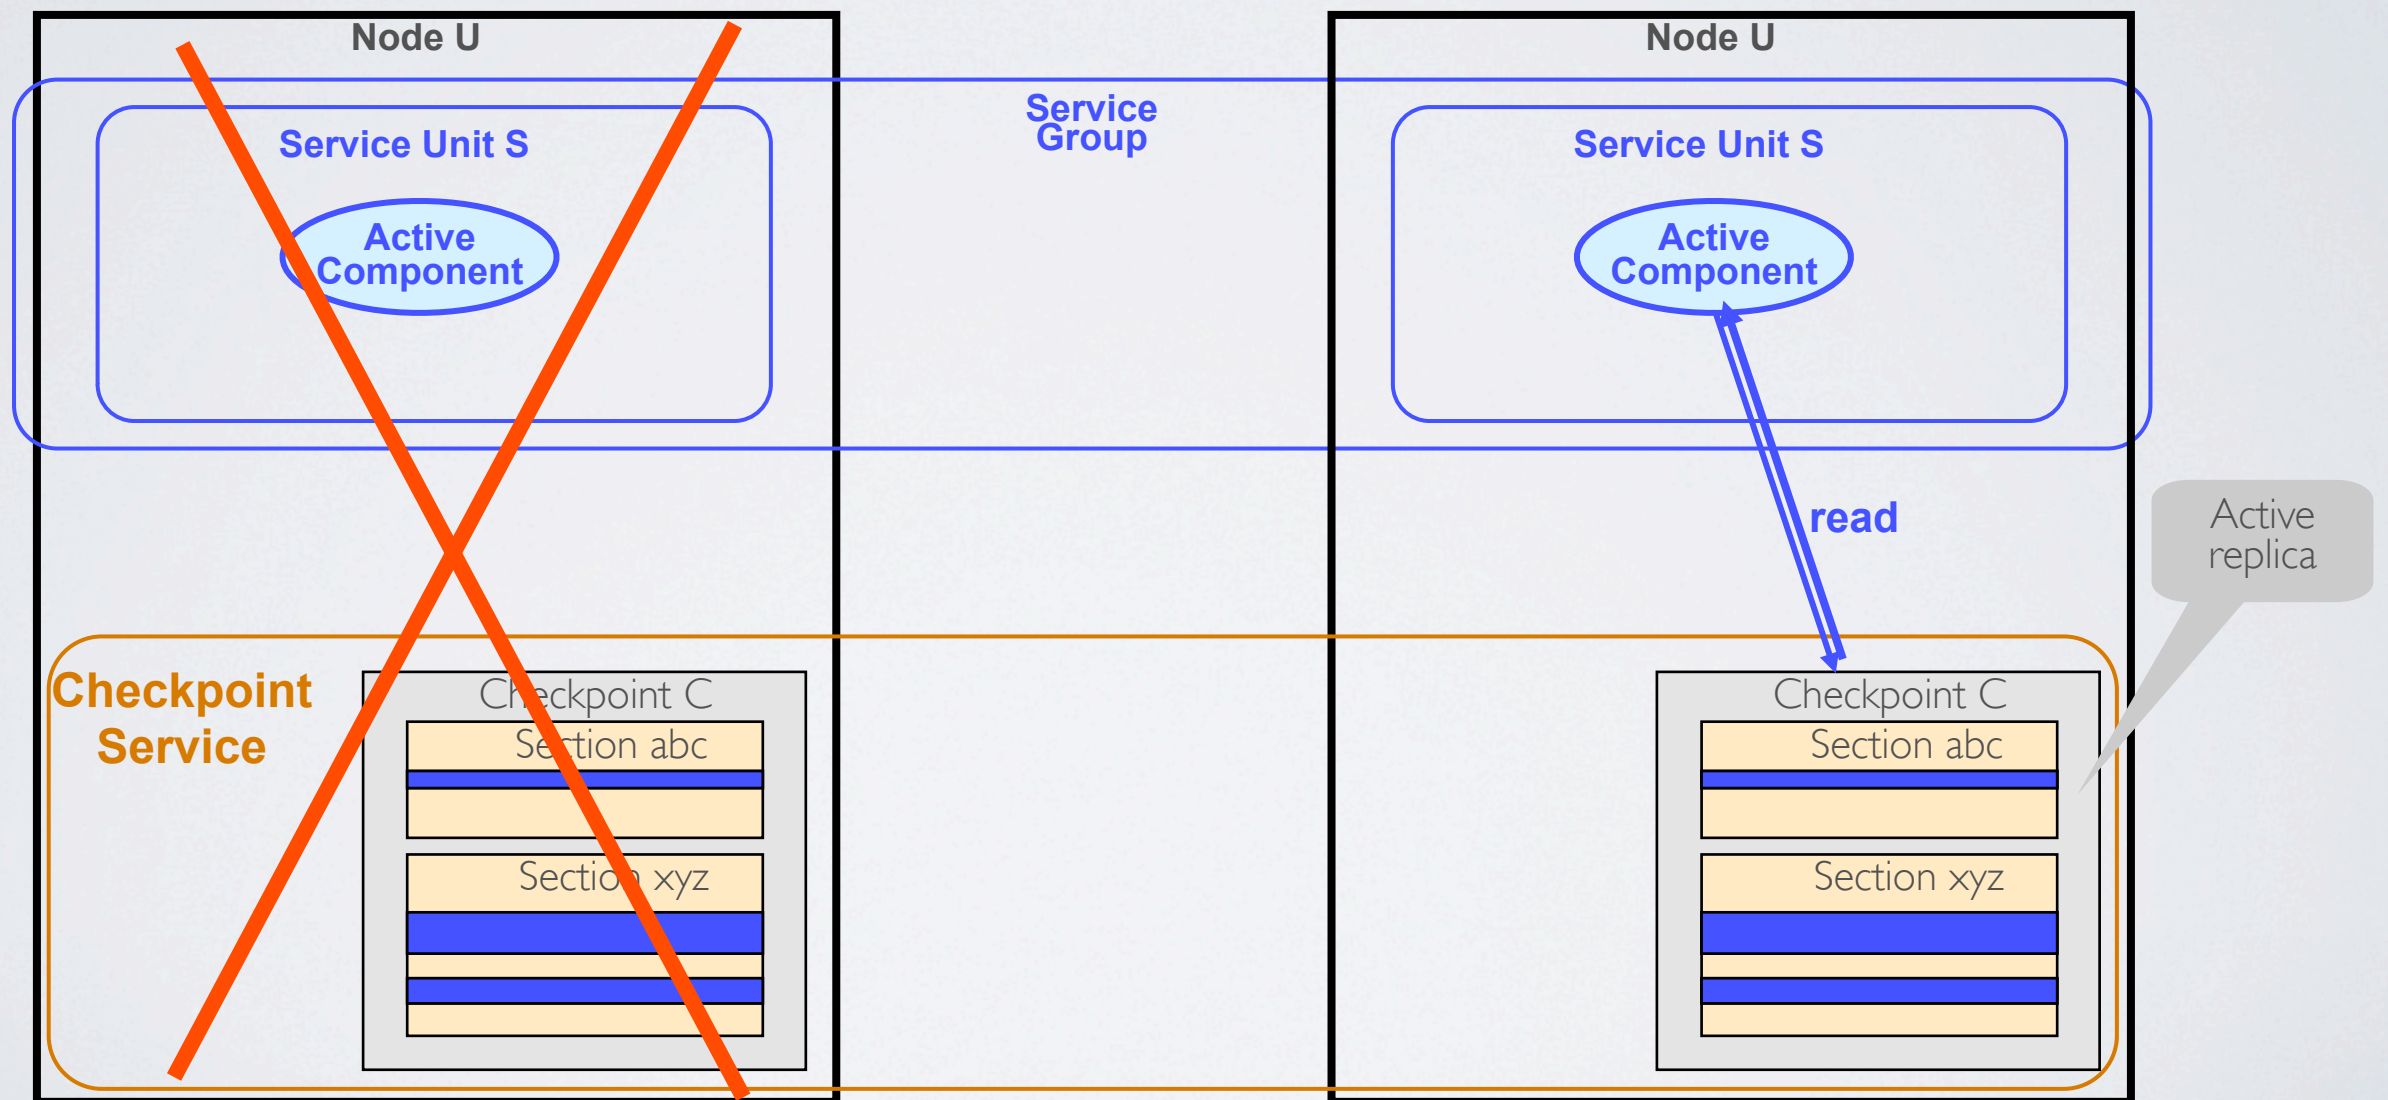 Node U
Node U
Service
Group
Service Unit S
Service Unit S
Active
Component
Active
Component
read
Active
replica
Checkpoint
Service
Checkpoint C
Section abc
Section xyz
Checkpoint C
Section abc
Section xyz